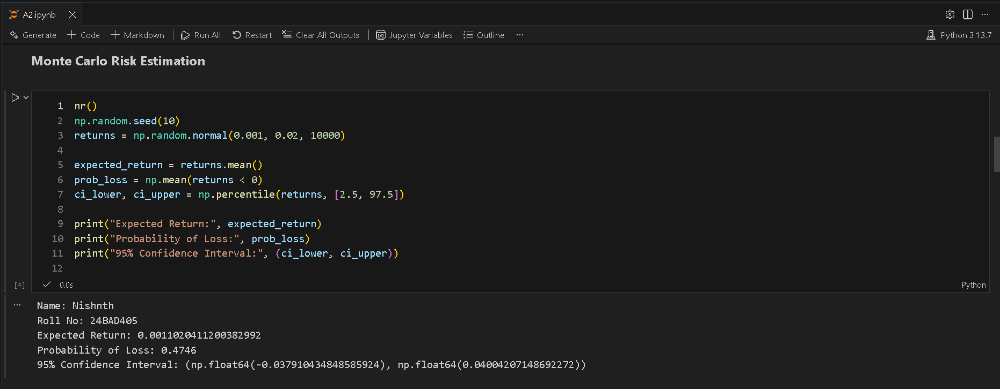 A2.ipynb
Generate + Code + Markdown Run All Restart Clear All Outputs Jupyter Variables Outline ... Python 3.13.7
Monte Carlo Risk Estimation
1 nr()
2 np.random.seed(10)
3 returns = np.random.normal(0.001, 0.02, 10000)
4
5 expected_return = returns.mean()
6 prob_loss = np.mean(returns < 0)
7 ci_lower, ci_upper = np.percentile(returns, [2.5, 97.5])
8
9 print("Expected Return:", expected_return)
10 print("Probability of Loss:", prob_loss)
11 print("95% Confidence Interval:", (ci_lower, ci_upper))
12
[4] 0.0s Python
... Name: Nishnth
Roll No: 24BAD405
Expected Return: 0.0011020411200382992
Probability of Loss: 0.4746
95% Confidence Interval: (np.float64(-0.037910434848585924), np.float64(0.04004207148692272))